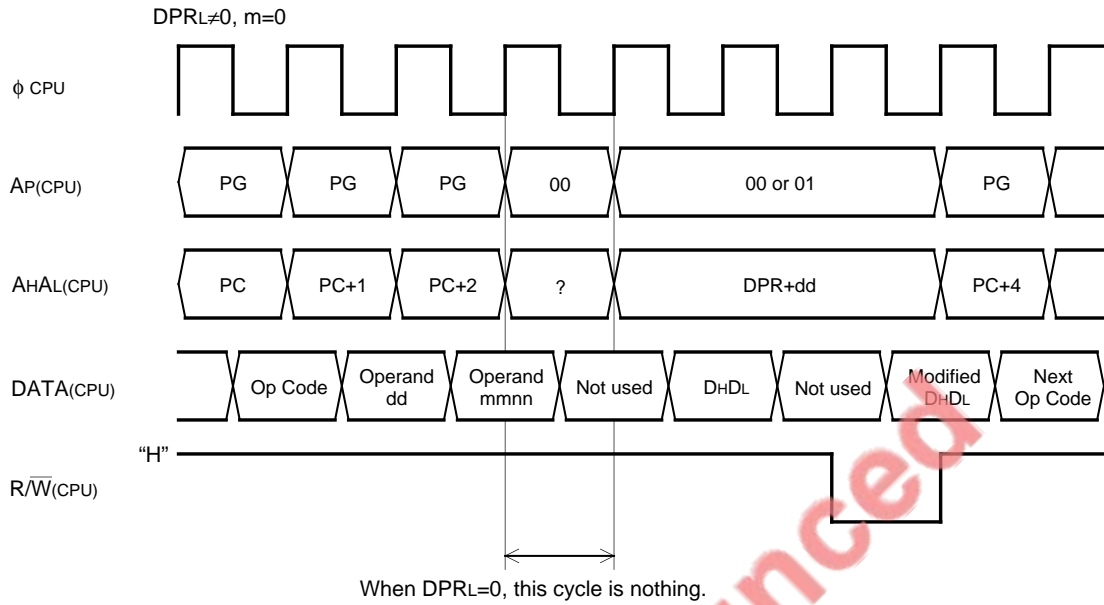 DPRL≠0, m=0
ϕ CPU
AP(CPU) PG PG PG 00 00 or 01 PG
AHAL(CPU) PC PC+1 PC+2 ? DPR+dd PC+4
DATA(CPU) Op Code Operand dd Operand mmnn Not used DHDL Not used Modified DHDL Next Op Code
“H”
R/W̅(CPU)
When DPRL=0, this cycle is nothing.
nced